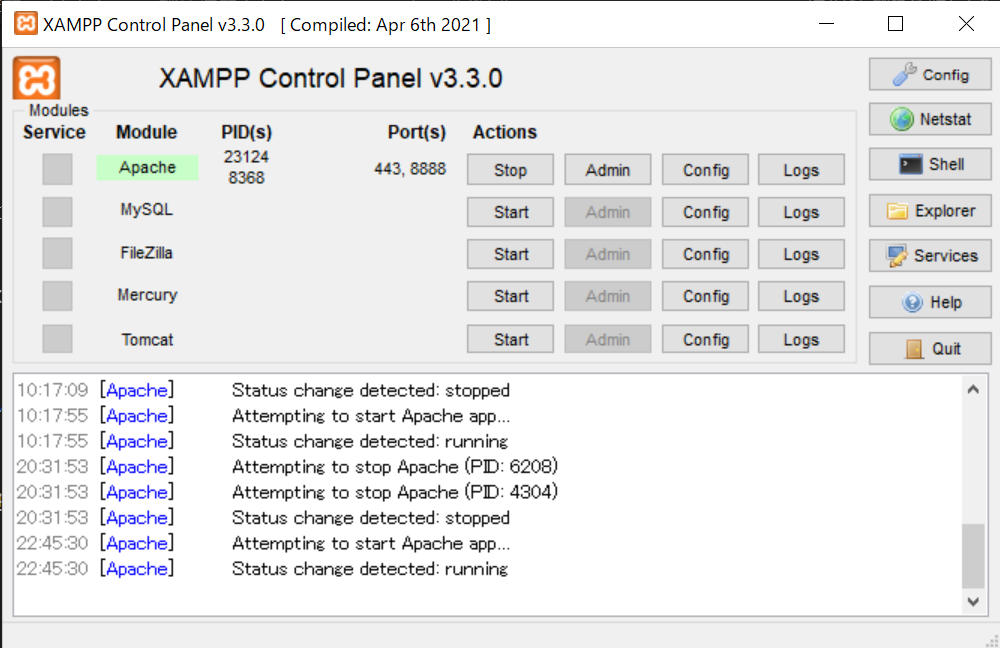 XAMPP Control Panel v3.3.0 [ Compiled: Apr 6th 2021 ]
XAMPP Control Panel v3.3.0
Config
Modules
Service Module PID(s) Port(s) Actions
Netstat
Apache 23124 8368 443, 8888 Stop Admin Config Logs
Shell
MySQL Start Admin Config Logs
Explorer
FileZilla Start Admin Config Logs
Services
Mercury Start Admin Config Logs
Help
Tomcat Start Admin Config Logs
Quit
10:17:09 [Apache] Status change detected: stopped
10:17:55 [Apache] Attempting to start Apache app...
10:17:55 [Apache] Status change detected: running
20:31:53 [Apache] Attempting to stop Apache (PID: 6208)
20:31:53 [Apache] Attempting to stop Apache (PID: 4304)
20:31:53 [Apache] Status change detected: stopped
22:45:30 [Apache] Attempting to start Apache app...
22:45:30 [Apache] Status change detected: running